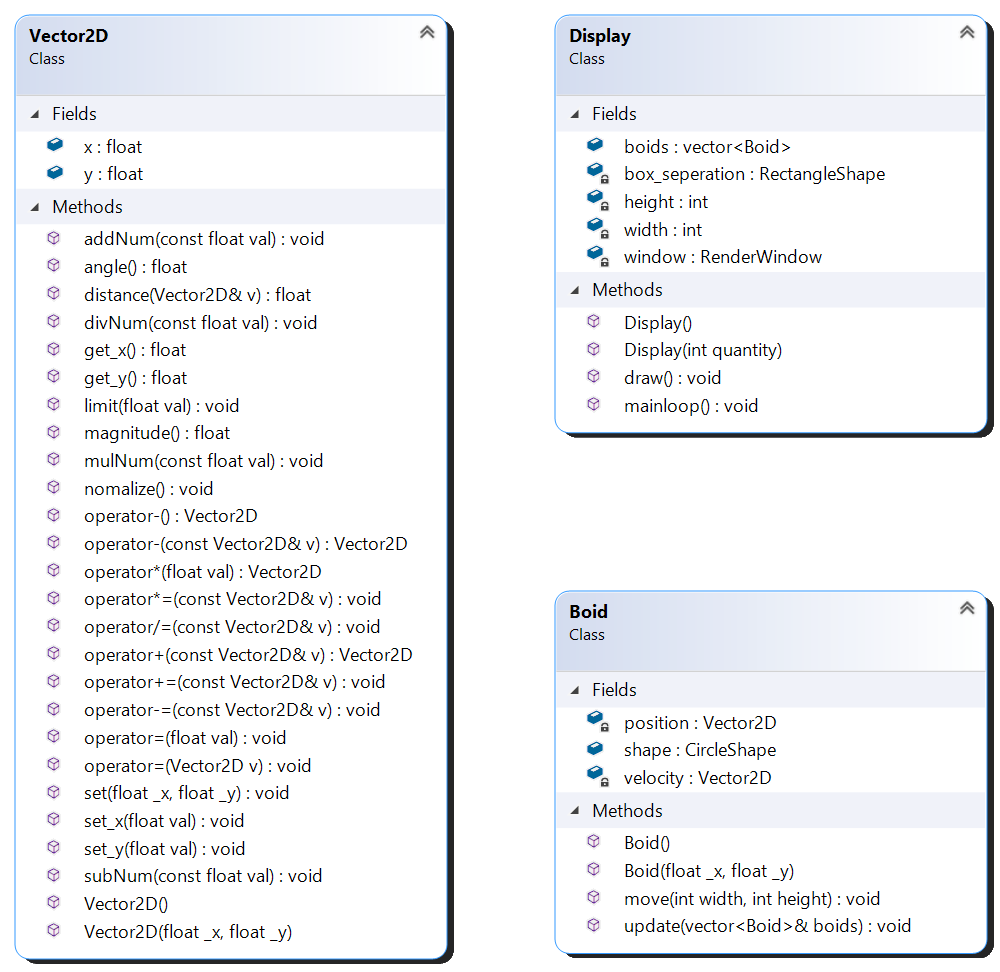 Vector2D
Class
Fields
x : float
y : float
Methods
addNum(const float val) : void
angle() : float
distance(Vector2D& v) : float
divNum(const float val) : void
get_x() : float
get_y() : float
limit(float val) : void
magnitude() : float
mulNum(const float val) : void
nomalize() : void
operator-() : Vector2D
operator-(const Vector2D& v) : Vector2D
operator*(float val) : Vector2D
operator*=(const Vector2D& v) : void
operator/=(const Vector2D& v) : void
operator+(const Vector2D& v) : Vector2D
operator+=(const Vector2D& v) : void
operator-=(const Vector2D& v) : void
operator=(float val) : void
operator=(Vector2D v) : void
set(float _x, float _y) : void
set_x(float val) : void
set_y(float val) : void
subNum(const float val) : void
Vector2D()
Vector2D(float _x, float _y)
Display
Class
Fields
boids : vector<Boid>
box_seperation : RectangleShape
height : int
width : int
window : RenderWindow
Methods
Display()
Display(int quantity)
draw() : void
mainloop() : void
Boid
Class
Fields
position : Vector2D
shape : CircleShape
velocity : Vector2D
Methods
Boid()
Boid(float _x, float _y)
move(int width, int height) : void
update(vector<Boid>& boids) : void